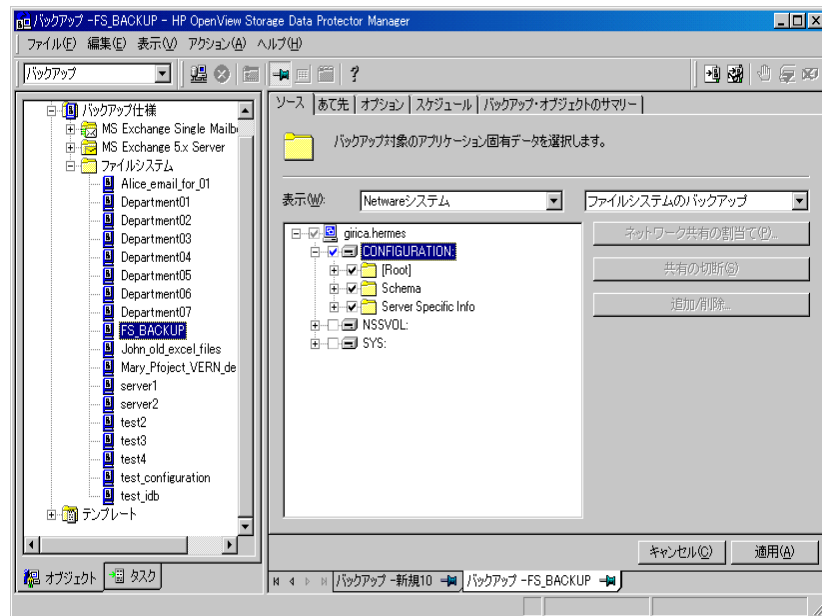 バックアップ -FS_BACKUP - HP OpenView Storage Data Protector Manager
ファイル(F) 編集(E) 表示(V) アクション(A) ヘルプ(H)
バックアップ
バックアップ仕様
MS Exchange Single Mailb
MS Exchange 5.x Server
ファイルシステム
Alice_email_for_01
Department01
Department02
Department03
Department04
Department05
Department06
Department07
FS_BACKUP
John_old_excel_files
Mary_Pfoject_VERN_de
server1
server2
test2
test3
test4
test_configuration
test_idb
テンプレート
オブジェクト タスク
ソース あて先 オプション スケジュール バックアップ・オブジェクトのサマリー
バックアップ対象のアプリケーション固有データを選択します。
表示(W): Netwareシステム ファイルシステムのバックアップ
girica.hermes
CONFIGURATION:
[Root]
Schema
Server Specific Info
NSSVOL:
SYS:
ネットワーク共有の割当て(P)...
共有の切断(S)
追加/削除...
キャンセル(C) 適用(A)
バックアップ -新規10 バックアップ -FS_BACKUP